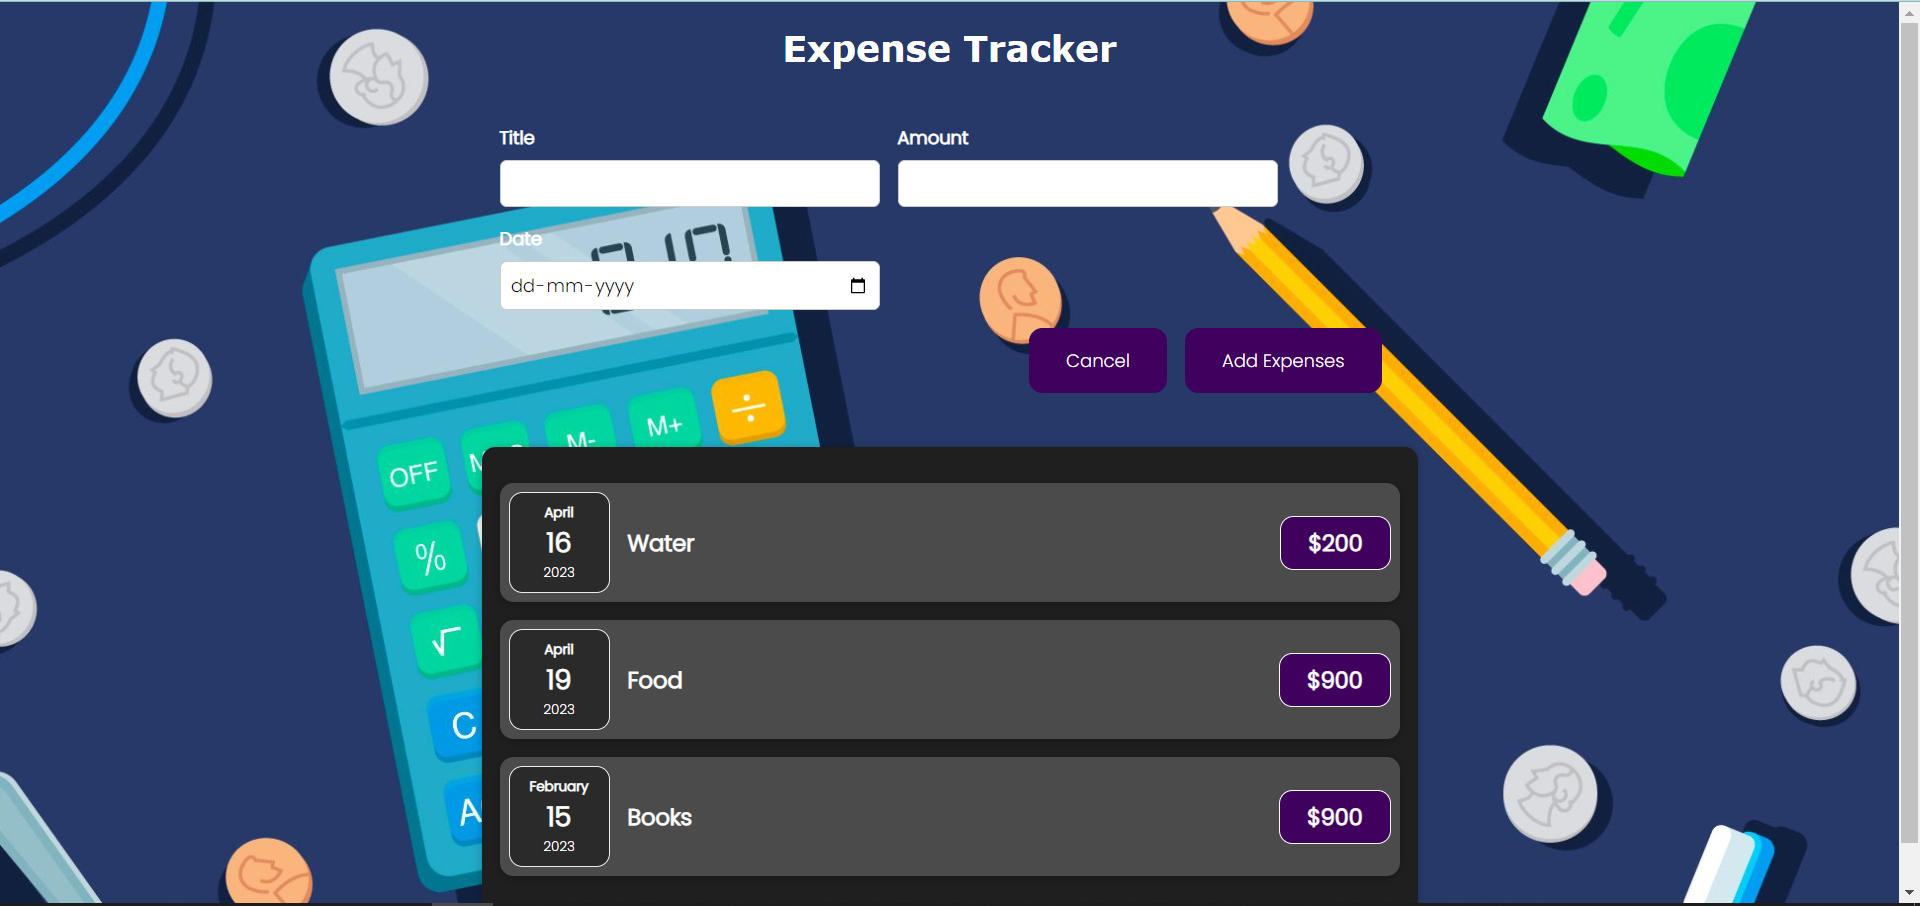 Expense Tracker
Title
Amount
Date
dd-mm-yyyy
Cancel
Add Expenses
OFF
M-
M+
÷
%
√
C
April
16
2023
Water
$200
April
19
2023
Food
$900
February
15
2023
Books
$900